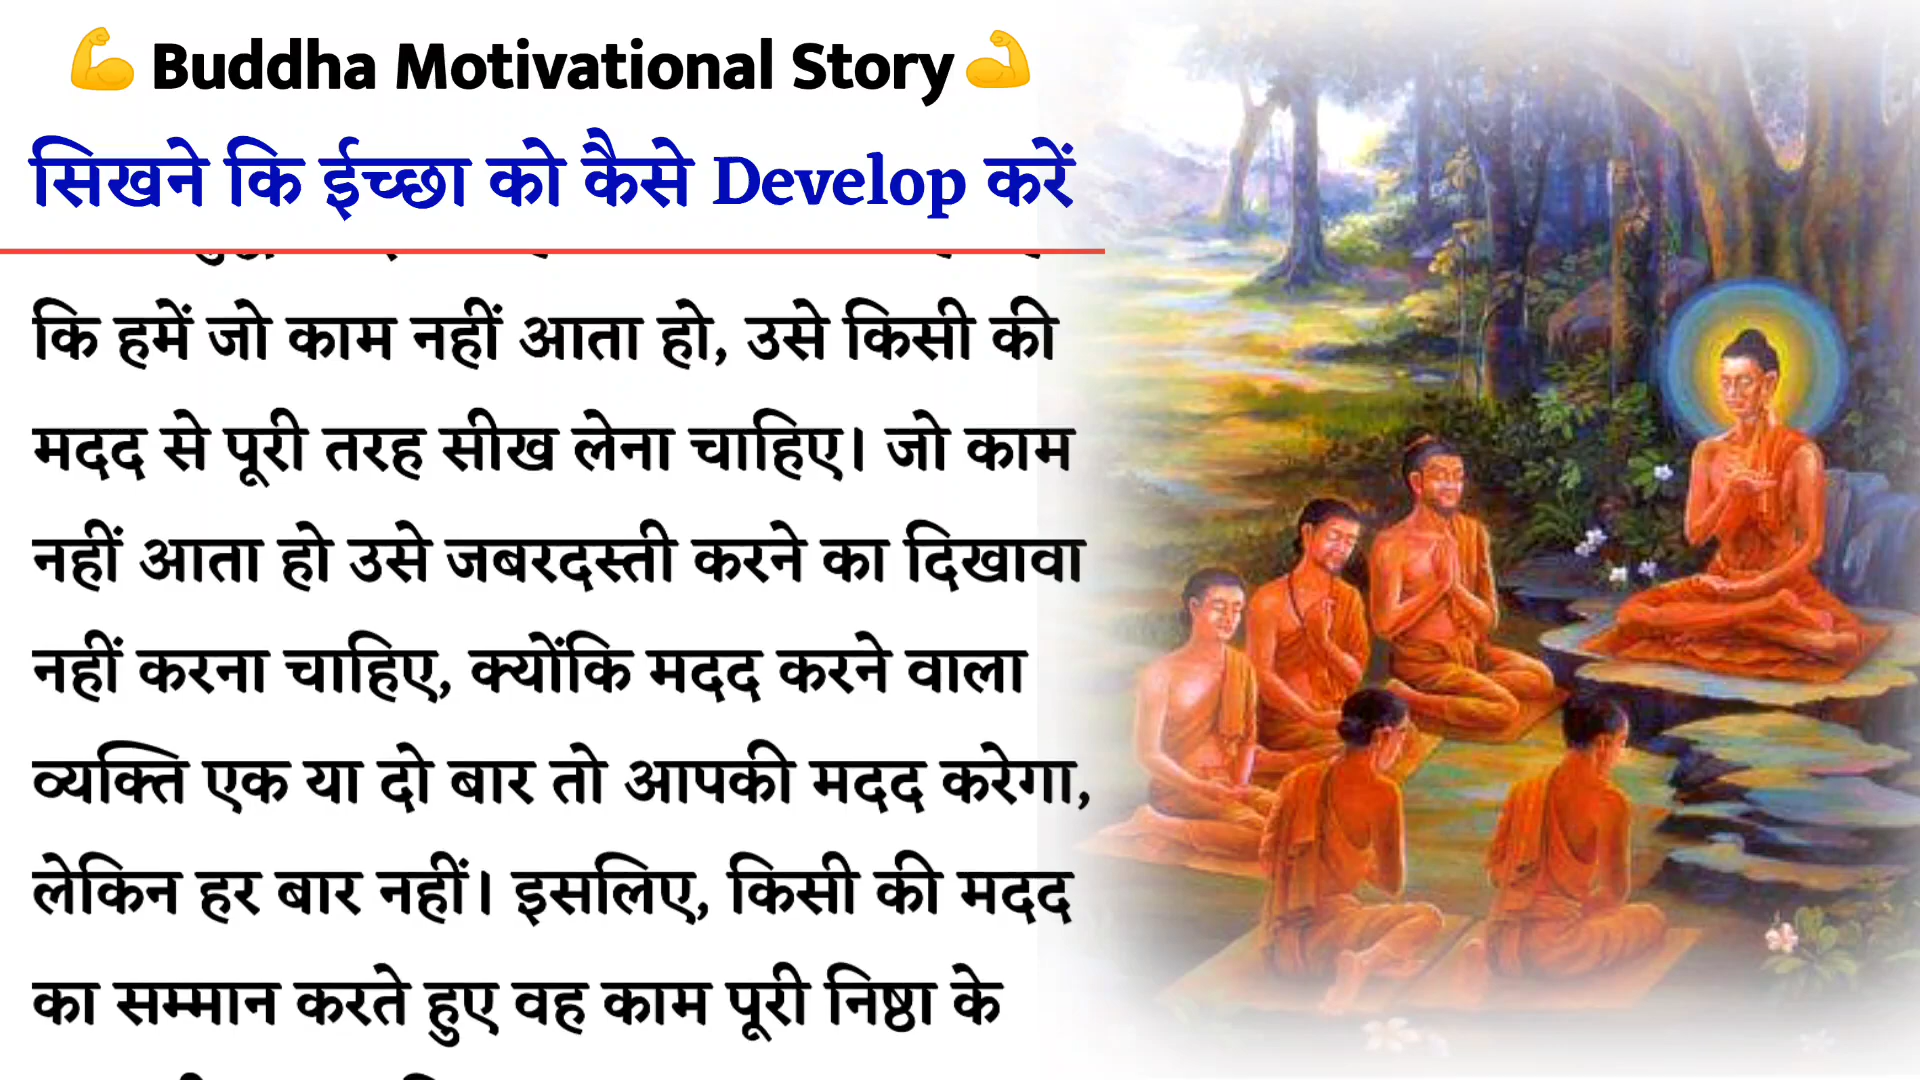 💪 Buddha Motivational Story 💪
सिखने कि ईच्छा को कैसे Develop करें
कि हमें जो काम नहीं आता हो, उसे किसी की
मदद से पूरी तरह सीख लेना चाहिए। जो काम
नहीं आता हो उसे जबरदस्ती करने का दिखावा
नहीं करना चाहिए, क्योंकि मदद करने वाला
व्यक्ति एक या दो बार तो आपकी मदद करेगा,
लेकिन हर बार नहीं। इसलिए, किसी की मदद
का सम्मान करते हुए वह काम पूरी निष्ठा के